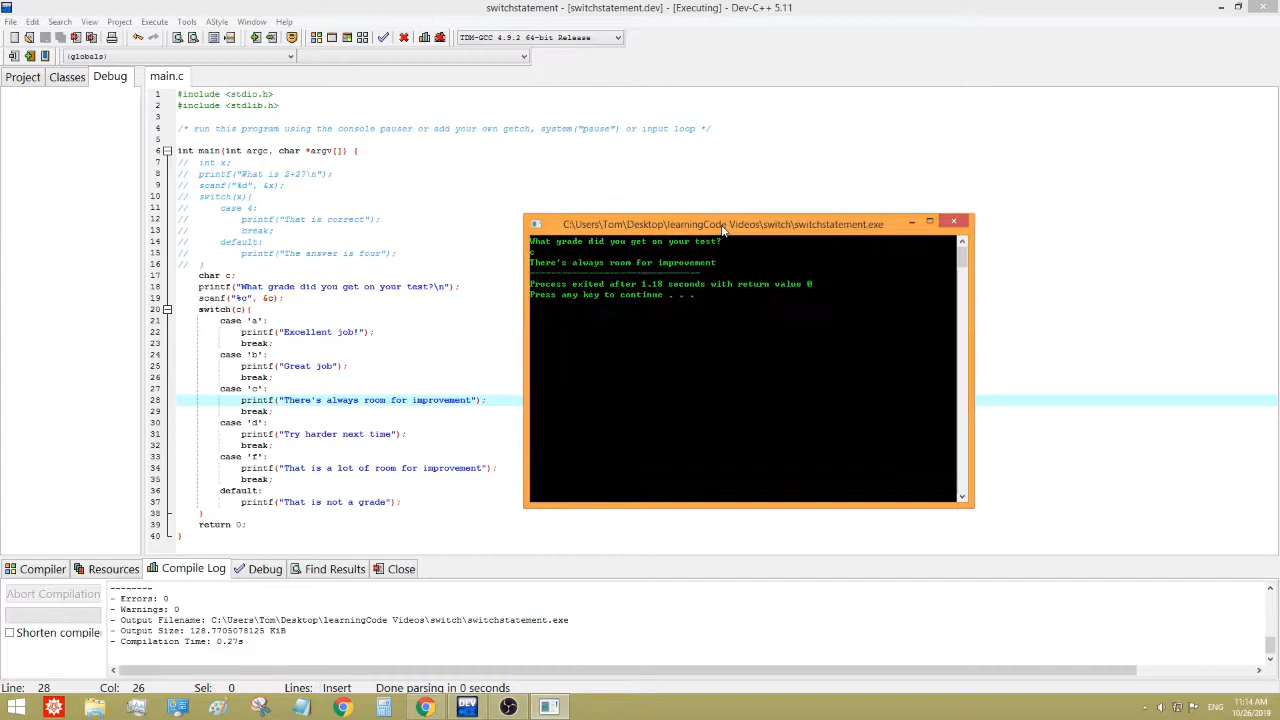 switchstatement - [switchstatement.dev] - [Executing] - Dev-C++ 5.11
File Edit Search View Project Execute Tools AStyle Window Help
TDM-GCC 4.9.2 64-bit Release
(globals)
Project Classes Debug main.c
1 #include <stdio.h>
2 #include <stdlib.h>
3
4 /* run this program using the console pauser or add your own getch, system("pause") or input loop */
5
6 int main(int argc, char *argv[]) {
7 // int x;
8 // printf("What is 2+2?\n");
9 // scanf("%d", &x);
10 // switch(x){
11 // case 4:
12 // printf("That is correct");
13 // break;
14 // default:
15 // printf("The answer is four");
16 // }
17 char c;
18 printf("What grade did you get on your test?\n");
19 scanf("%c", &c);
20 switch(c){
21 case 'a':
22 printf("Excellent job!");
23 break;
24 case 'b':
25 printf("Great job");
26 break;
27 case 'c':
28 printf("There's always room for improvement");
29 break;
30 case 'd':
31 printf("Try harder next time");
32 break;
33 case 'f':
34 printf("That is a lot of room for improvement");
35 break;
36 default:
37 printf("That is not a grade");
38 }
39 return 0;
40 }
C:\Users\Tom\Desktop\learningCode Videos\switch\switchstatement.exe
What grade did you get on your test?
c
There's always room for improvement
--------------------------------
Process exited after 1.18 seconds with return value 0
Press any key to continue . . .
Compiler Resources Compile Log Debug Find Results Close
Abort Compilation
Shorten compiler
--------
- Errors: 0
- Warnings: 0
- Output Filename: C:\Users\Tom\Desktop\learningCode Videos\switch\switchstatement.exe
- Output Size: 128.7705078125 KiB
- Compilation Time: 0.27s
Line: 28 Col: 26 Sel: 0 Lines: Insert Done parsing in 0 seconds
DEV
ENG
11:14 AM
10/26/2019